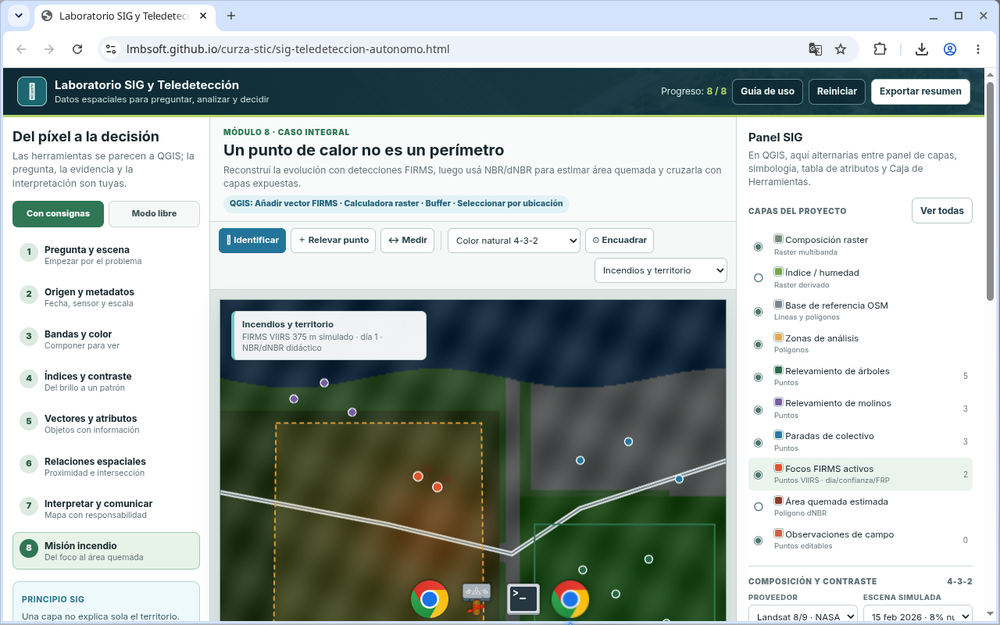 Laboratorio SIG y Teledetecc
lmbsoft.github.io/curza-stic/sig-teledeteccion-autonomo.html
Laboratorio SIG y Teledetección
Datos espaciales para preguntar, analizar y decidir
Progreso: 8 / 8
Guía de uso
Reiniciar
Exportar resumen
Del píxel a la decisión
Las herramientas se parecen a QGIS; la
pregunta, la evidencia y la
interpretación son tuyas.
Con consignas
Modo libre
1 Pregunta y escena
Empezar por el problema
2 Origen y metadatos
Fecha, sensor y escala
3 Bandas y color
Componer para ver
4 Índices y contraste
Del brillo a un patrón
5 Vectores y atributos
Objetos con información
6 Relaciones espaciales
Proximidad e intersección
7 Interpretar y comunicar
Mapa con responsabilidad
8 Misión incendio
Del foco al área quemada
PRINCIPIO SIG
Una capa no explica sola el territorio.
MÓDULO 8 · CASO INTEGRAL
Un punto de calor no es un perímetro
Reconstruí la evolución con detecciones FIRMS, luego usá NBR/dNBR para estimar área quemada y cruzarla con
capas expuestas.
QGIS: Añadir vector FIRMS · Calculadora raster · Buffer · Seleccionar por ubicación
Identificar
+ Relevar punto
↔ Medir
Color natural 4-3-2
⊙ Encuadrar
Incendios y territorio
Incendios y territorio
FIRMS VIIRS 375 m simulado · día 1 ·
NBR/dNBR didáctico
Panel SIG
En QGIS, aquí alternarías entre panel de capas,
simbología, tabla de atributos y Caja de
Herramientas.
CAPAS DEL PROYECTO
Ver todas
Composición raster
Raster multibanda
Índice / humedad
Raster derivado
Base de referencia OSM
Líneas y polígonos
Zonas de análisis
Polígonos
Relevamiento de árboles 5
Puntos
Relevamiento de molinos 3
Puntos
Paradas de colectivo 3
Puntos
Focos FIRMS activos 2
Puntos VIIRS · día/confianza/FRP
Área quemada estimada
Polígono dNBR
Observaciones de campo 0
Puntos editables
COMPOSICIÓN Y CONTRASTE 4-3-2
PROVEEDOR
ESCENA SIMULADA
Landsat 8/9 · NASA
15 feb 2026 · 8% nu